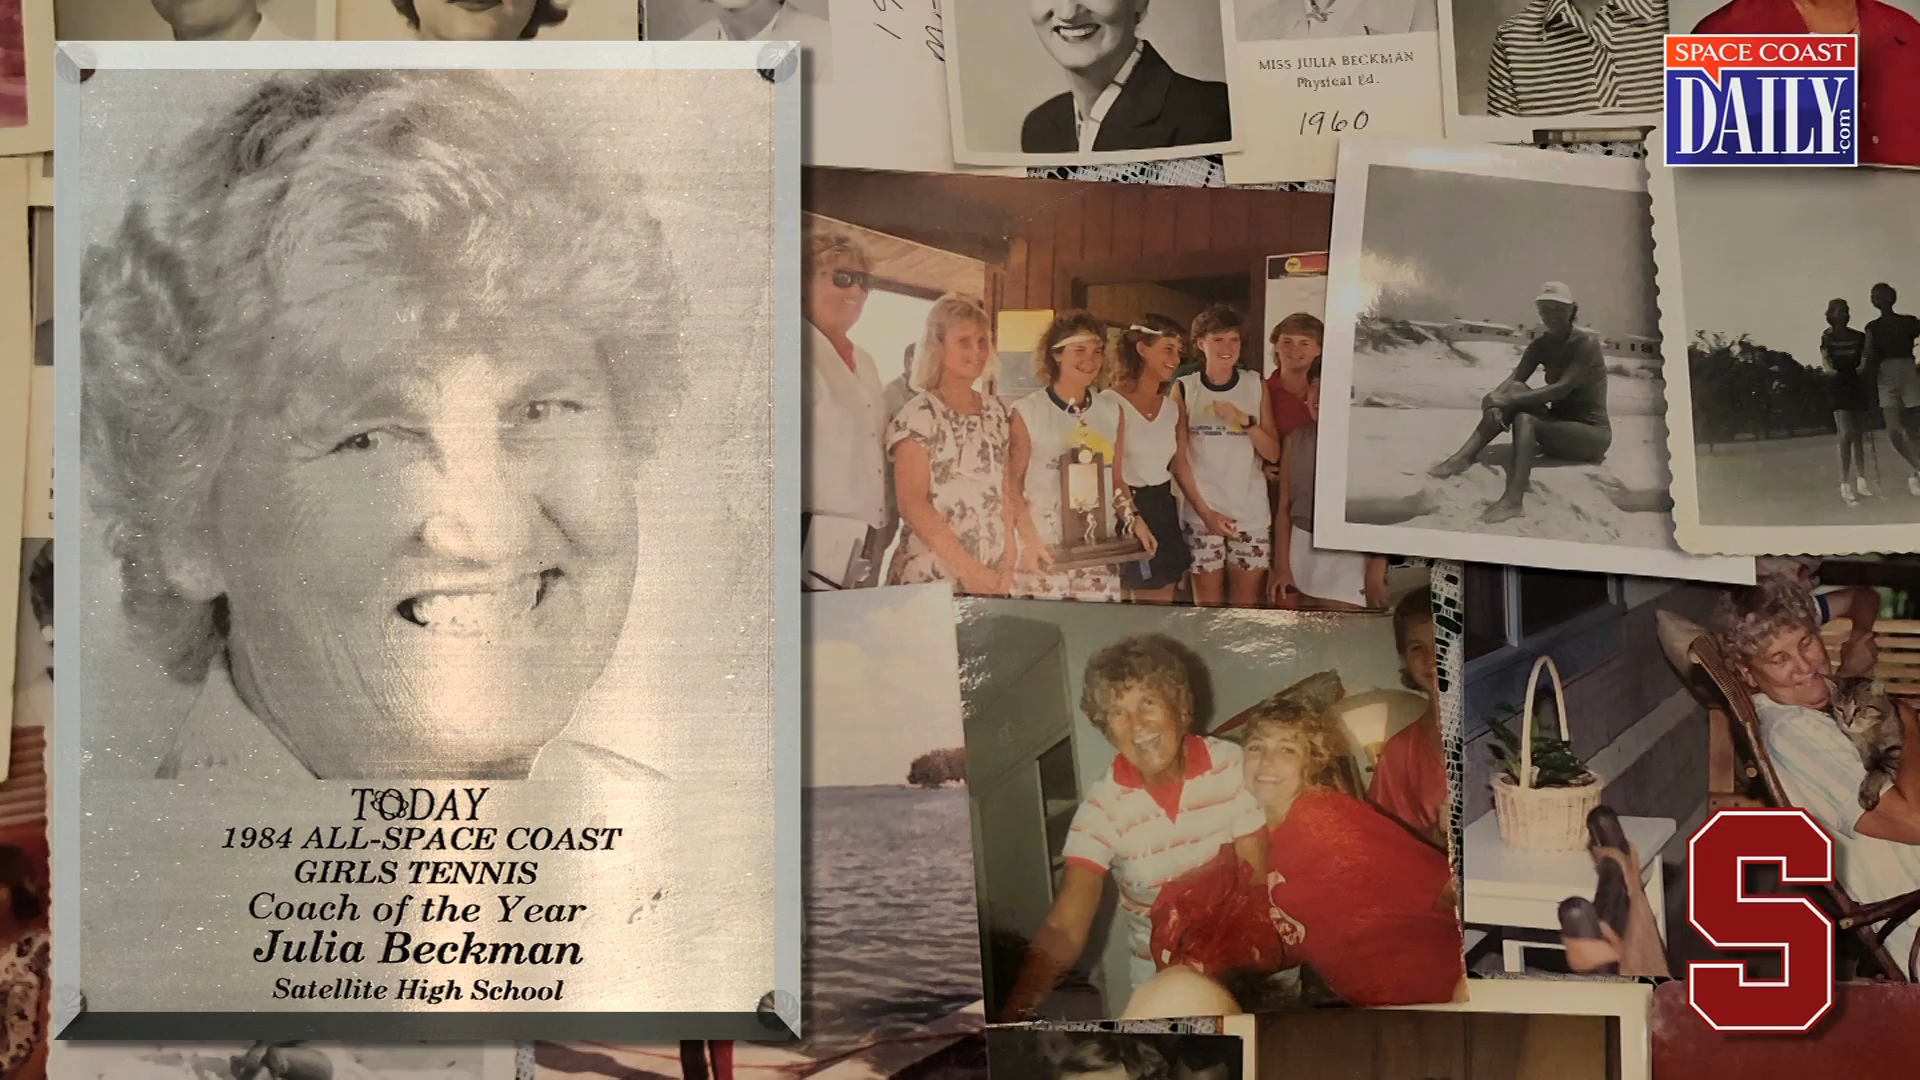 TODAY
1984 ALL-SPACE COAST
GIRLS TENNIS
Coach of the Year
Julia Beckman
Satellite High School
MISS JULIA BECKMAN
Physical Ed.
1960
SPACE COAST
DAILY
.com
S